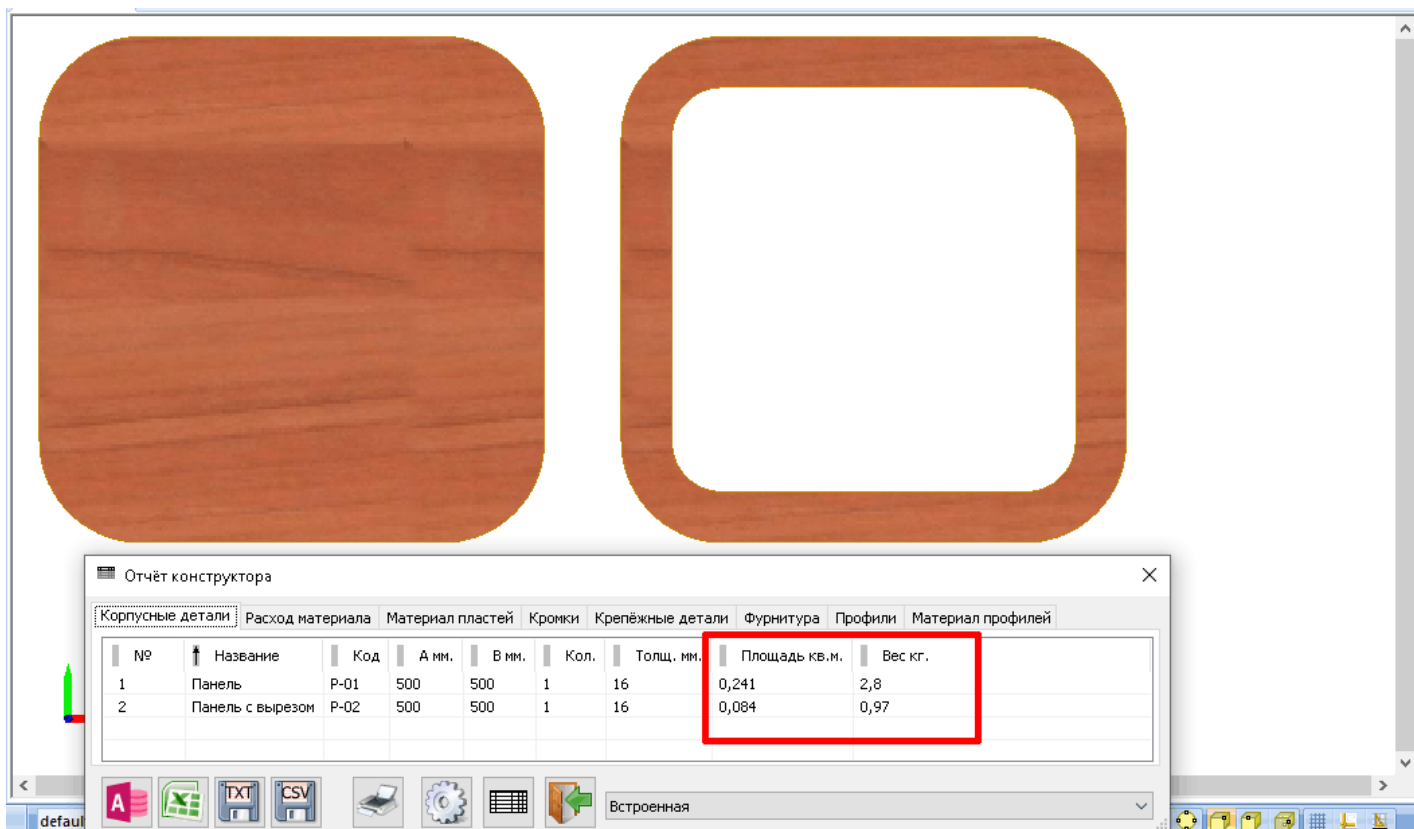 Отчёт конструктора
Корпусные детали Расход материала Материал пластей Кромки Крепёжные детали Фурнитура Профили Материал профилей
№ Название Код А мм. В мм. Кол. Толщ. мм. Площадь кв.м. Вес кг.
1 Панель P-01 500 500 1 16 0,241 2,8
2 Панель с вырезом P-02 500 500 1 16 0,084 0,97
A TXT CSV Встроенная
defaul